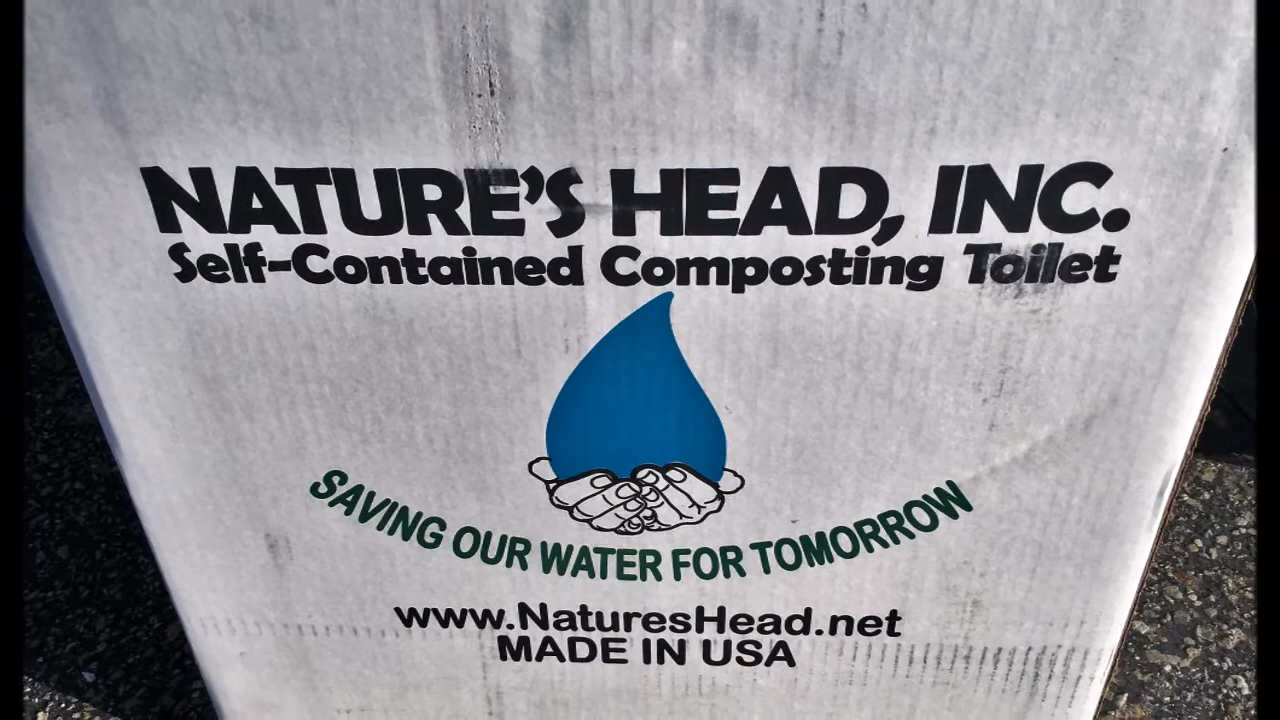 NATURE'S HEAD, INC.
Self-Contained Composting Toilet
SAVING OUR WATER FOR TOMORROW
www.NaturesHead.net
MADE IN USA